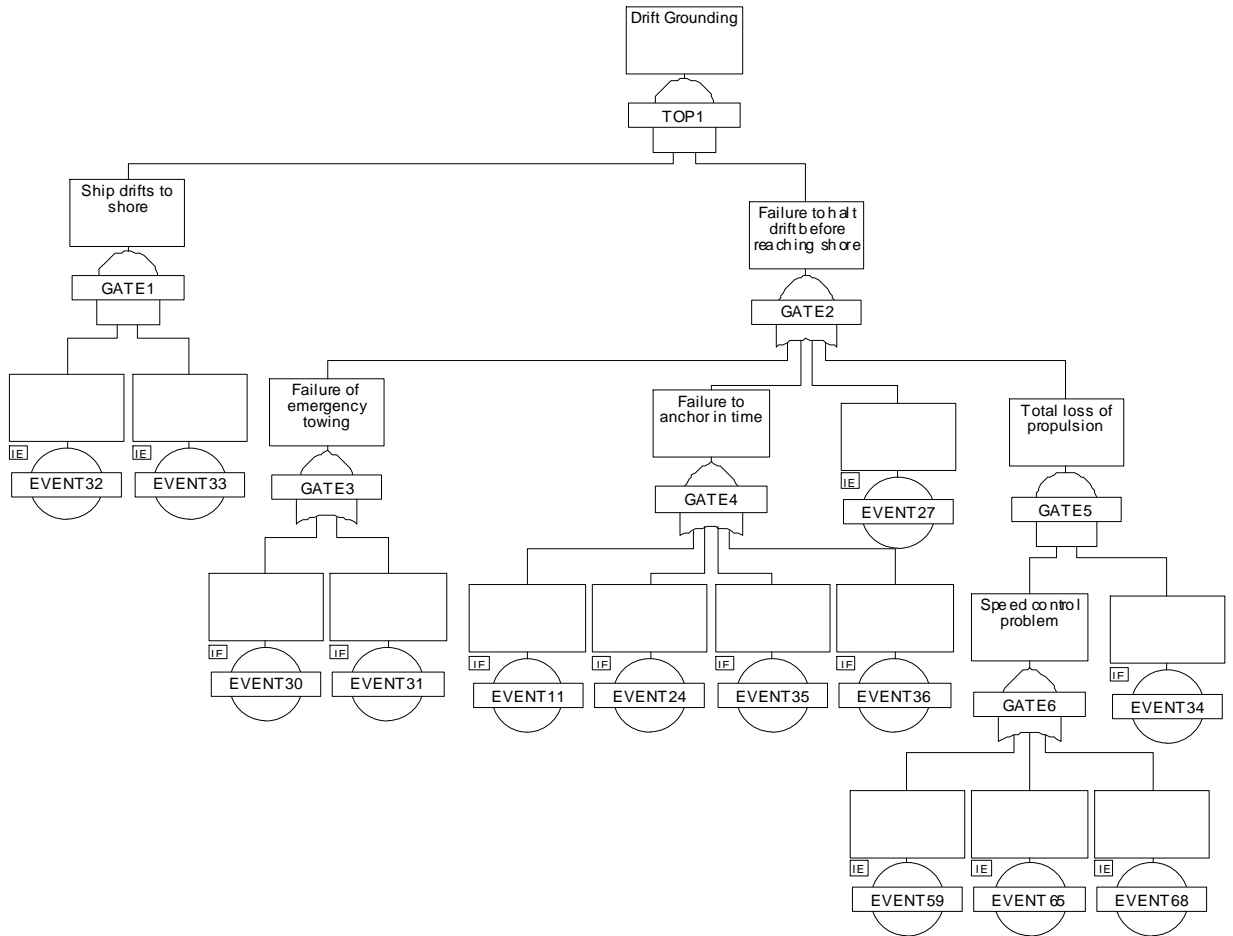 Drift Grounding
TOP1
Ship drifts to
shore
GATE1
Failure to halt
drift before
reaching shore
GATE2
IE
EVENT32
IE
EVENT33
Failure of
emergency
towing
GATE3
Failure to
anchor in time
GATE4
IE
EVENT27
Total loss of
propulsion
GATE5
IF
EVENT30
IF
EVENT31
IF
EVENT11
IF
EVENT24
IF
EVENT35
IF
EVENT36
Speed control
problem
GATE6
IF
EVENT34
IE
EVENT59
IE
EVENT65
IE
EVENT68